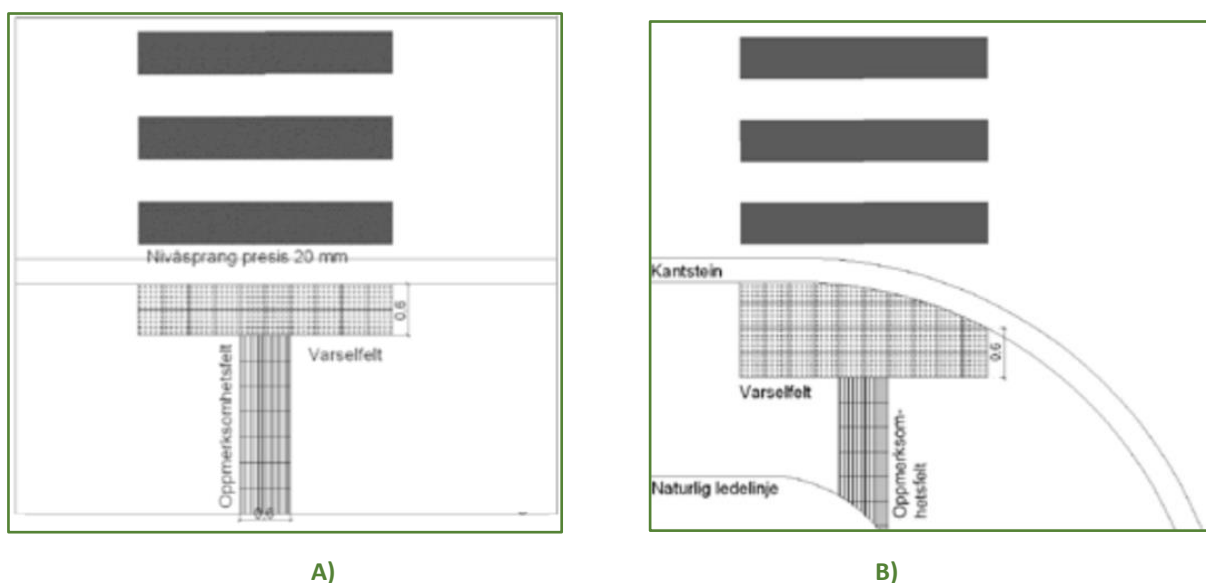 Nivåsprang presis 20 mm
0.6
Varselfelt
Oppmerksomhetsfelt
0.6
A)
Kantstein
0.6
Varselfelt
Oppmerksom-
hetsfelt
Naturlig ledelinje
B)